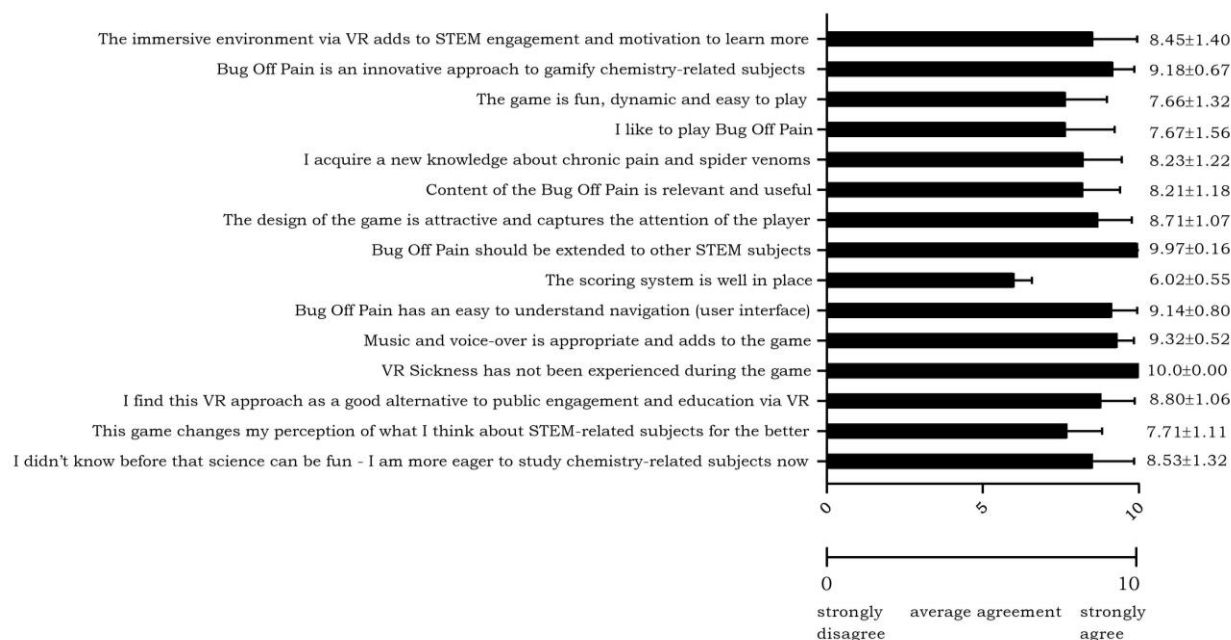 The immersive environment via VR adds to STEM engagement and motivation to learn more 8.45±1.40
Bug Off Pain is an innovative approach to gamify chemistry-related subjects 9.18±0.67
The game is fun, dynamic and easy to play 7.66±1.32
I like to play Bug Off Pain 7.67±1.56
I acquire a new knowledge about chronic pain and spider venoms 8.23±1.22
Content of the Bug Off Pain is relevant and useful 8.21±1.18
The design of the game is attractive and captures the attention of the player 8.71±1.07
Bug Off Pain should be extended to other STEM subjects 9.97±0.16
The scoring system is well in place 6.02±0.55
Bug Off Pain has an easy to understand navigation (user interface) 9.14±0.80
Music and voice-over is appropriate and adds to the game 9.32±0.52
VR Sickness has not been experienced during the game 10.0±0.00
I find this VR approach as a good alternative to public engagement and education via VR 8.80±1.06
This game changes my perception of what I think about STEM-related subjects for the better 7.71±1.11
I didn't know before that science can be fun - I am more eager to study chemistry-related subjects now 8.53±1.32
0 5 10
0 10
strongly average agreement strongly
disagree agree